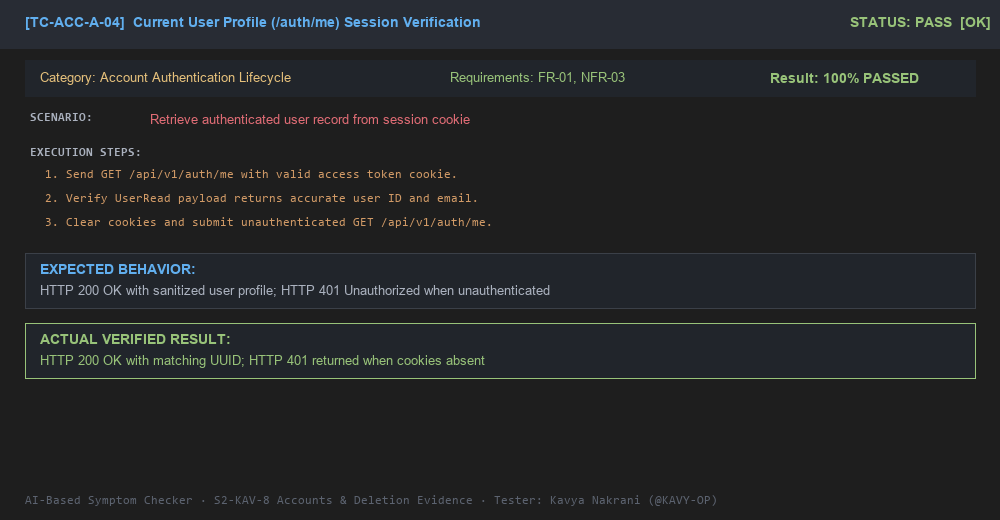 [TC-ACC-A-04]  Current User Profile (/auth/me) Session Verification
STATUS: PASS  [OK]
Category: Account Authentication Lifecycle
Requirements: FR-01, NFR-03
Result: 100% PASSED
SCENARIO:
Retrieve authenticated user record from session cookie
EXECUTION STEPS:
1. Send GET /api/v1/auth/me with valid access token cookie.
2. Verify UserRead payload returns accurate user ID and email.
3. Clear cookies and submit unauthenticated GET /api/v1/auth/me.
EXPECTED BEHAVIOR:
HTTP 200 OK with sanitized user profile; HTTP 401 Unauthorized when unauthenticated
ACTUAL VERIFIED RESULT:
HTTP 200 OK with matching UUID; HTTP 401 returned when cookies absent
AI-Based Symptom Checker · S2-KAV-8 Accounts & Deletion Evidence · Tester: Kavya Nakrani (@KAVY-OP)